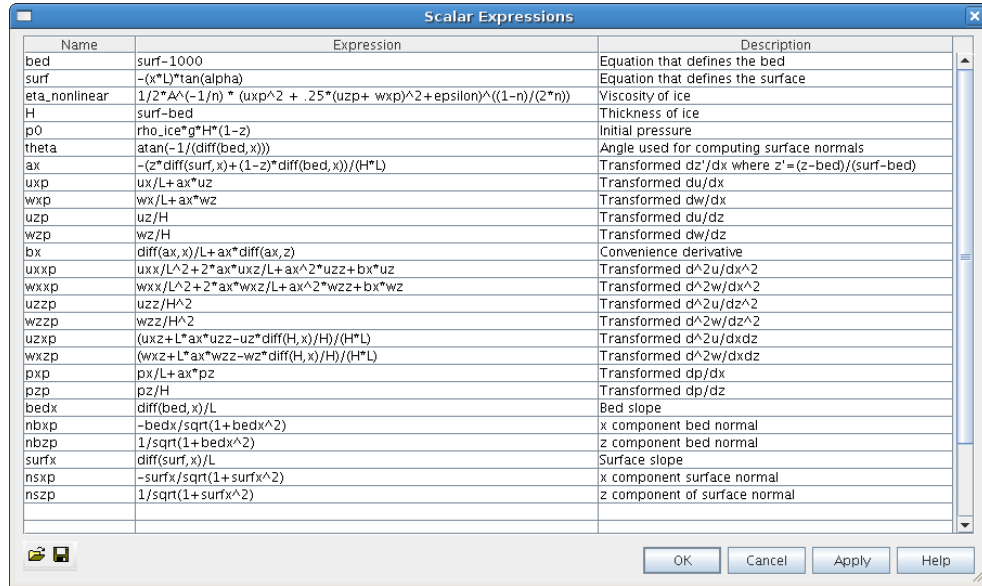 Scalar Expressions
Name Expression Description
bed surf-1000 Equation that defines the bed
surf -(x*L)*tan(alpha) Equation that defines the surface
eta_nonlinear 1/2*A^(-1/n) * (uxp^2 + .25*(uzp+ wxp)^2+epsilon)^((1-n)/(2*n)) Viscosity of ice
H surf-bed Thickness of ice
p0 rho_ice*g*H*(1-z) Initial pressure
theta atan(-1/(diff(bed,x))) Angle used for computing surface normals
ax -(z*diff(surf,x)+(1-z)*diff(bed,x))/(H*L) Transformed dz'/dx where z'=(z-bed)/(surf-bed)
uxp ux/L+ax*uz Transformed du/dx
wxp wx/L+ax*wz Transformed dw/dx
uzp uz/H Transformed du/dz
wzp wz/H Transformed dw/dz
bx diff(ax,x)/L+ax*diff(ax,z) Convenience derivative
uxxp uxx/L^2+2*ax*uxz/L+ax^2*uzz+bx*uz Transformed d^2u/dx^2
wxxp wxx/L^2+2*ax*wxz/L+ax^2*wzz+bx*wz Transformed d^2w/dx^2
uzzp uzz/H^2 Transformed d^2u/dz^2
wzzp wzz/H^2 Transformed d^2w/dz^2
uzxp (uxz+L*ax*uzz-uz*diff(H,x)/H)/(H*L) Transformed d^2u/dxdz
wxzp (wxz+L*ax*wzz-wz*diff(H,x)/H)/(H*L) Transformed d^2w/dxdz
pxp px/L+ax*pz Transformed dp/dx
pzp pz/H Transformed dp/dz
bedx diff(bed,x)/L Bed slope
nbxp -bedx/sqrt(1+bedx^2) x component bed normal
nbzp 1/sqrt(1+bedx^2) z component bed normal
surfx diff(surf,x)/L Surface slope
nsxp -surfx/sqrt(1+surfx^2) x component surface normal
nszp 1/sqrt(1+surfx^2) z component of surface normal
OK Cancel Apply Help